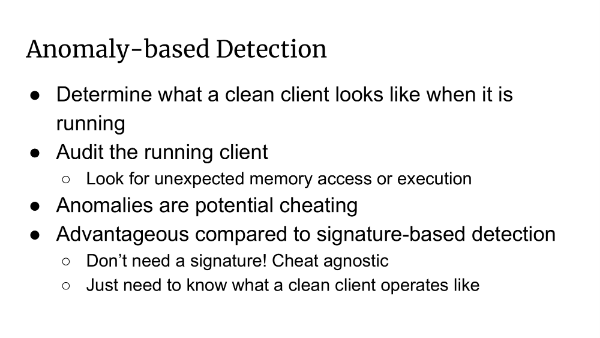 Anomaly-based Detection
● Determine what a clean client looks like when it is
running
● Audit the running client
○ Look for unexpected memory access or execution
● Anomalies are potential cheating
● Advantageous compared to signature-based detection
○ Don’t need a signature! Cheat agnostic
○ Just need to know what a clean client operates like